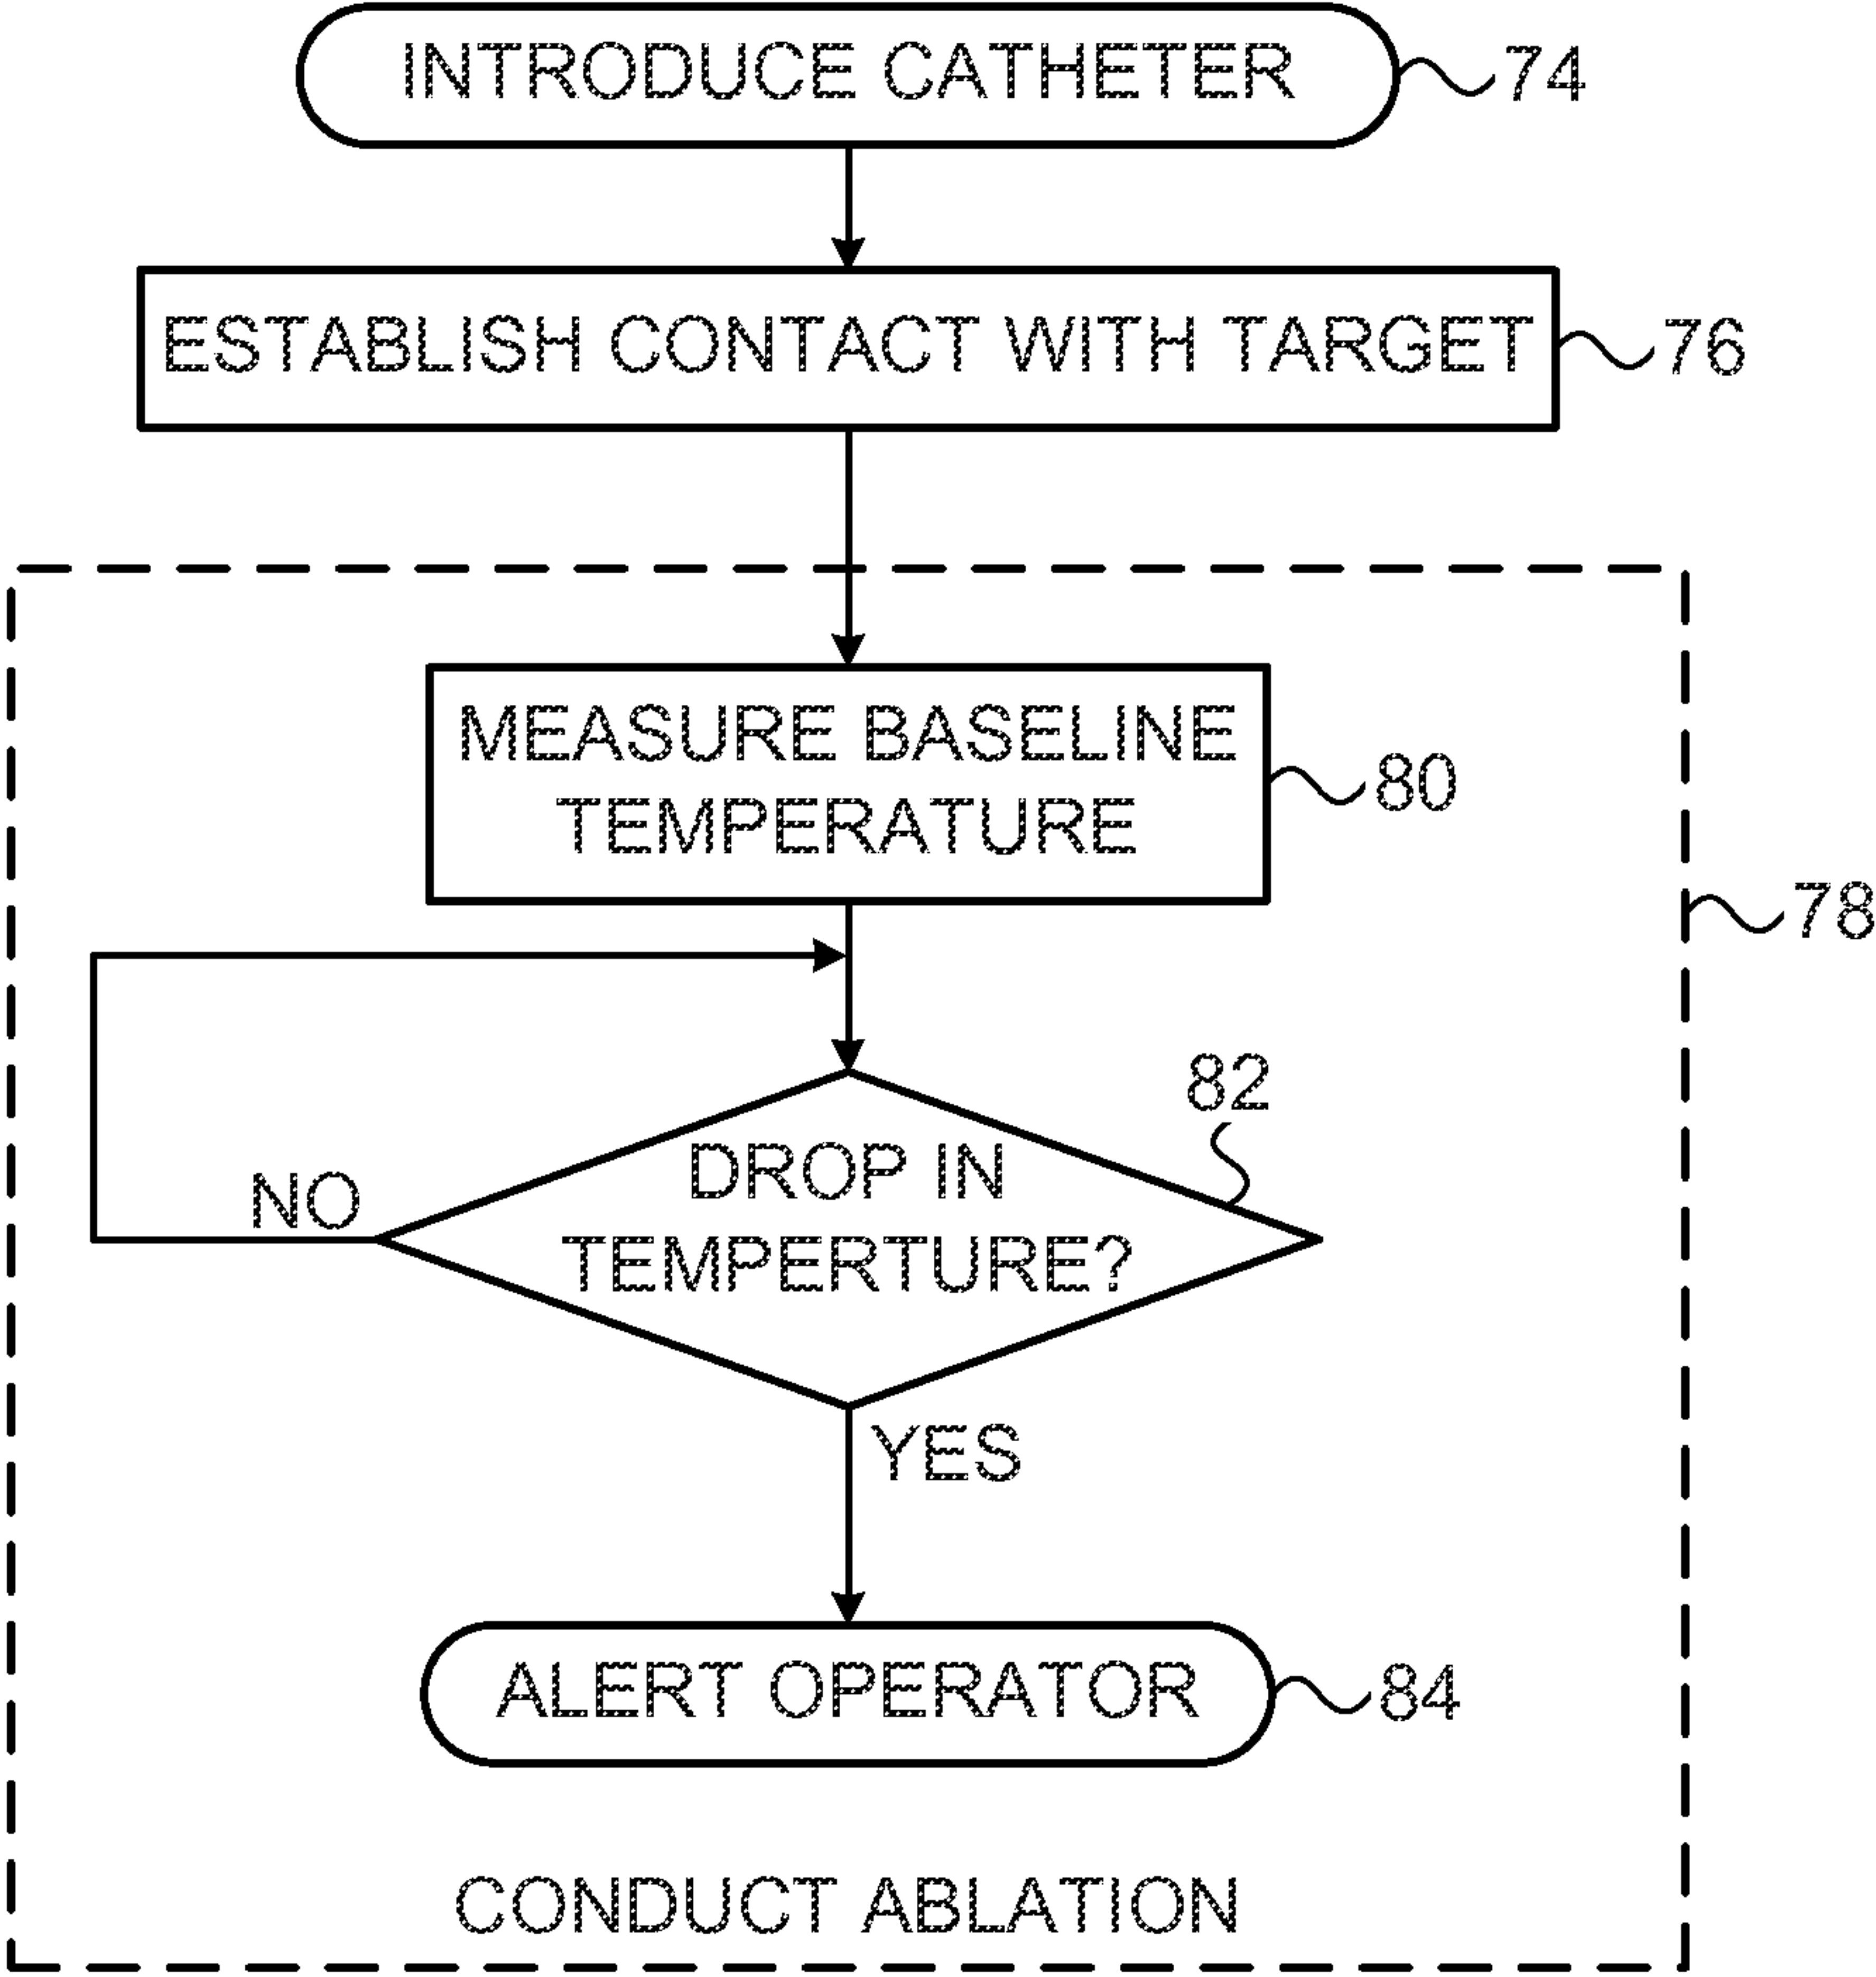 INTRODUCE CATHETER
74
ESTABLISH CONTACT WITH TARGET
76
MEASURE BASELINE
TEMPERATURE
80
78
82
DROP IN
TEMPERTURE?
NO
YES
ALERT OPERATOR
84
CONDUCT ABLATION